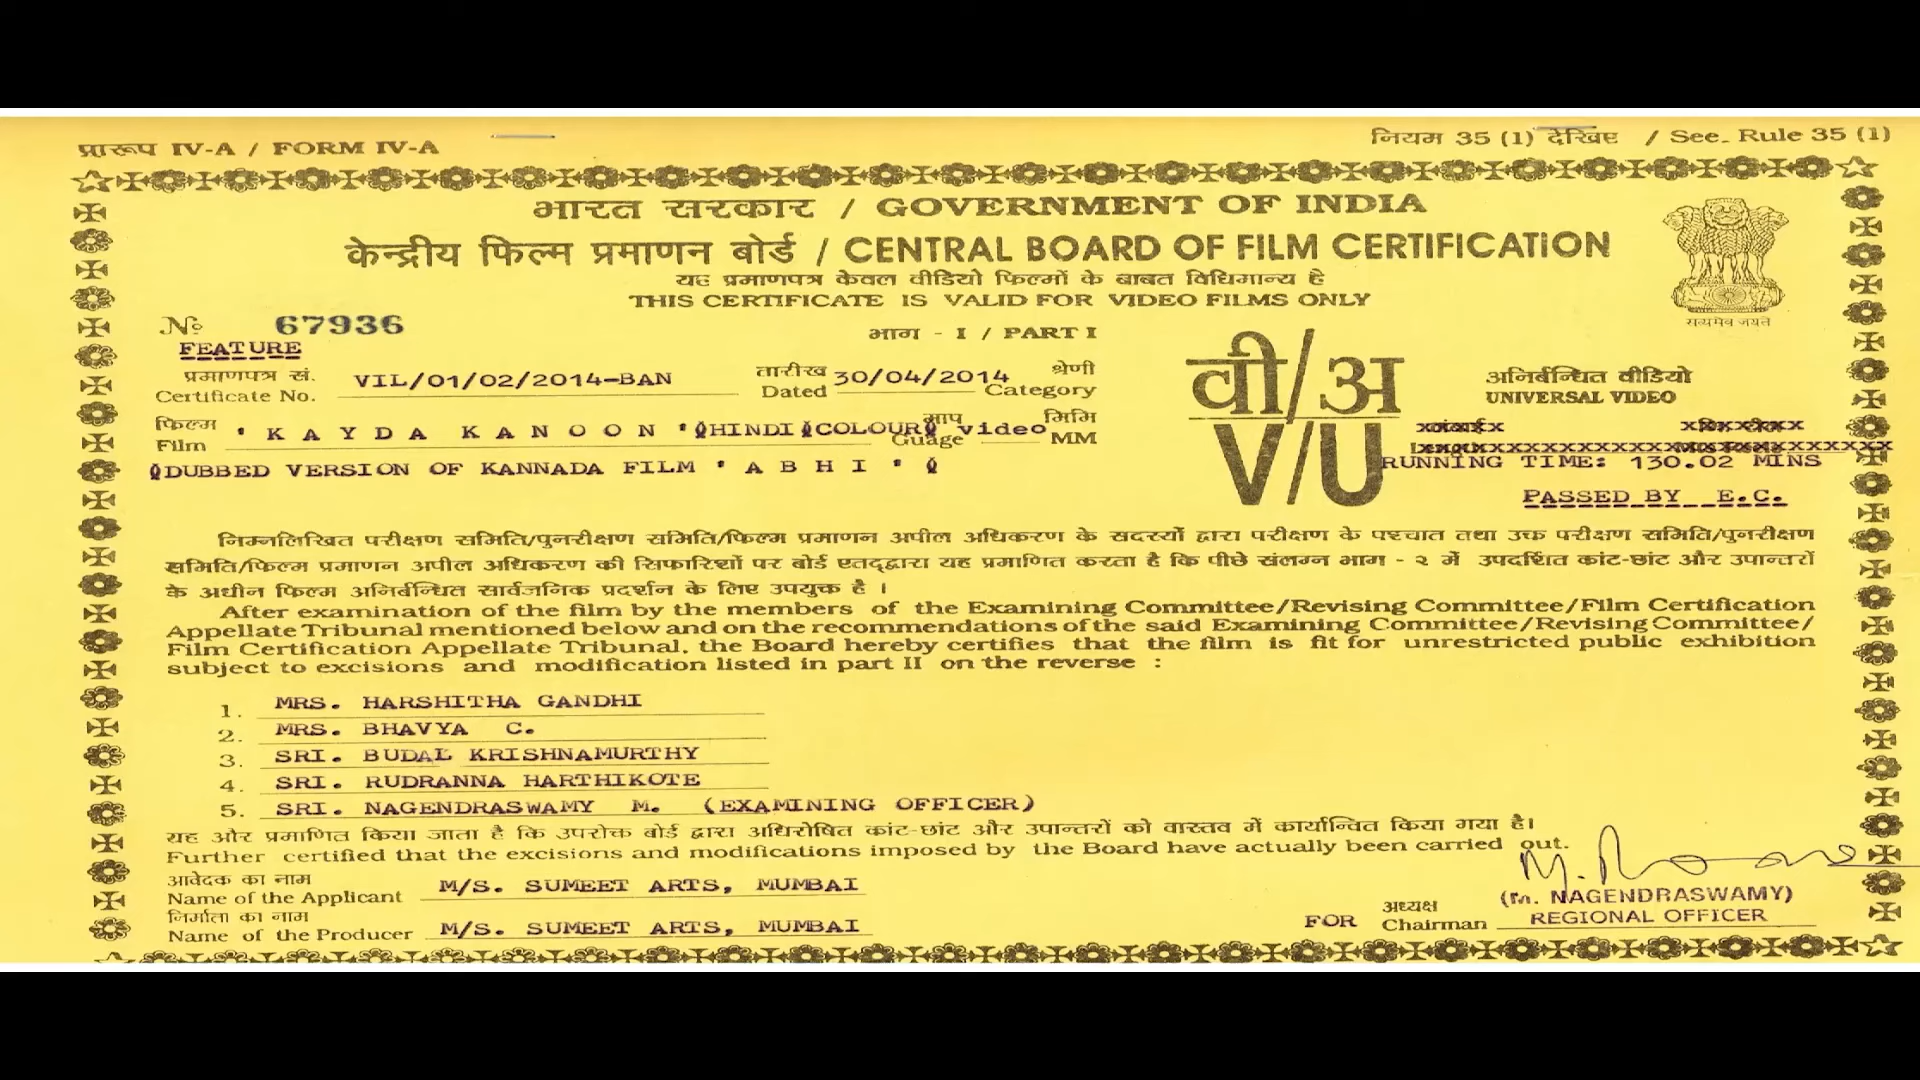 प्रारूप IV-A / FORM IV-A
नियम 35 (1) देखिए / See. Rule 35 (1)
भारत सरकार / GOVERNMENT OF INDIA
केन्द्रीय फिल्म प्रमाणन बोर्ड / CENTRAL BOARD OF FILM CERTIFICATION
यह प्रमाणपत्र केवल वीडियो फिल्मों के बाबत विधिमान्य है
THIS CERTIFICATE IS VALID FOR VIDEO FILMS ONLY
सत्यमेव जयते
№ 67936
भाग - I / PART I
FEATURE
प्रमाणपत्र सं. Certificate No. VIL/01/02/2014-BAN तारीख Dated 30/04/2014 श्रेणी Category
वी/अ
V/U
अनिर्बन्धित वीडियो
UNIVERSAL VIDEO
फिल्म Film ' K A Y D A K A N O O N ' (HINDI)(COLOUR) माप Guage video मिमि MM
(DUBBED VERSION OF KANNADA FILM ' A B H I ' )
RUNNING TIME: 130.02 MINS
PASSED BY E.C.
निम्नलिखित परीक्षण समिति/पुनरीक्षण समिति/फिल्म प्रमाणन अपील अधिकरण के सदस्यों द्वारा परीक्षण के पश्चात तथा उक्त परीक्षण समिति/पुनरीक्षण
समिति/फिल्म प्रमाणन अपील अधिकरण की सिफारिशों पर बोर्ड एतद्द्वारा यह प्रमाणित करता है कि पीछे संलग्न भाग - २ में उपदर्शित कांट-छांट और उपान्तरों
के अधीन फिल्म अनिर्बन्धित सार्वजनिक प्रदर्शन के लिए उपयुक्त है ।
After examination of the film by the members of the Examining Committee/Revising Committee/Film Certification
Appellate Tribunal mentioned below and on the recommendations of the said Examining Committee/Revising Committee/
Film Certification Appellate Tribunal, the Board hereby certifies that the film is fit for unrestricted public exhibition
subject to excisions and modification listed in part II on the reverse :
1. MRS. HARSHITHA GANDHI
2. MRS. BHAVYA C.
3. SRI. BUDAL KRISHNAMURTHY
4. SRI. RUDRANNA HARTHIKOTE
5. SRI. NAGENDRASWAMY M. (EXAMINING OFFICER)
यह और प्रमाणित किया जाता है कि उपरोक्त बोर्ड द्वारा अधिरोपित कांट-छांट और उपान्तरों को वास्तव में कार्यान्वित किया गया है।
Further certified that the excisions and modifications imposed by the Board have actually been carried out.
आवेदक का नाम
Name of the Applicant M/S. SUMEET ARTS, MUMBAI
निर्माता का नाम
Name of the Producer M/S. SUMEET ARTS, MUMBAI
(M. NAGENDRASWAMY)
REGIONAL OFFICER
FOR अध्यक्ष Chairman